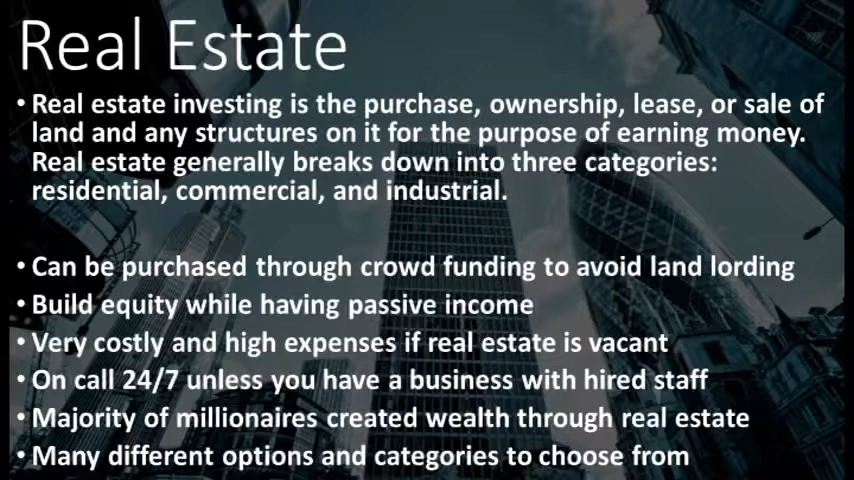 Real Estate
• Real estate investing is the purchase, ownership, lease, or sale of
land and any structures on it for the purpose of earning money.
Real estate generally breaks down into three categories:
residential, commercial, and industrial.
• Can be purchased through crowd funding to avoid land lording
• Build equity while having passive income
• Very costly and high expenses if real estate is vacant
• On call 24/7 unless you have a business with hired staff
• Majority of millionaires created wealth through real estate
• Many different options and categories to choose from